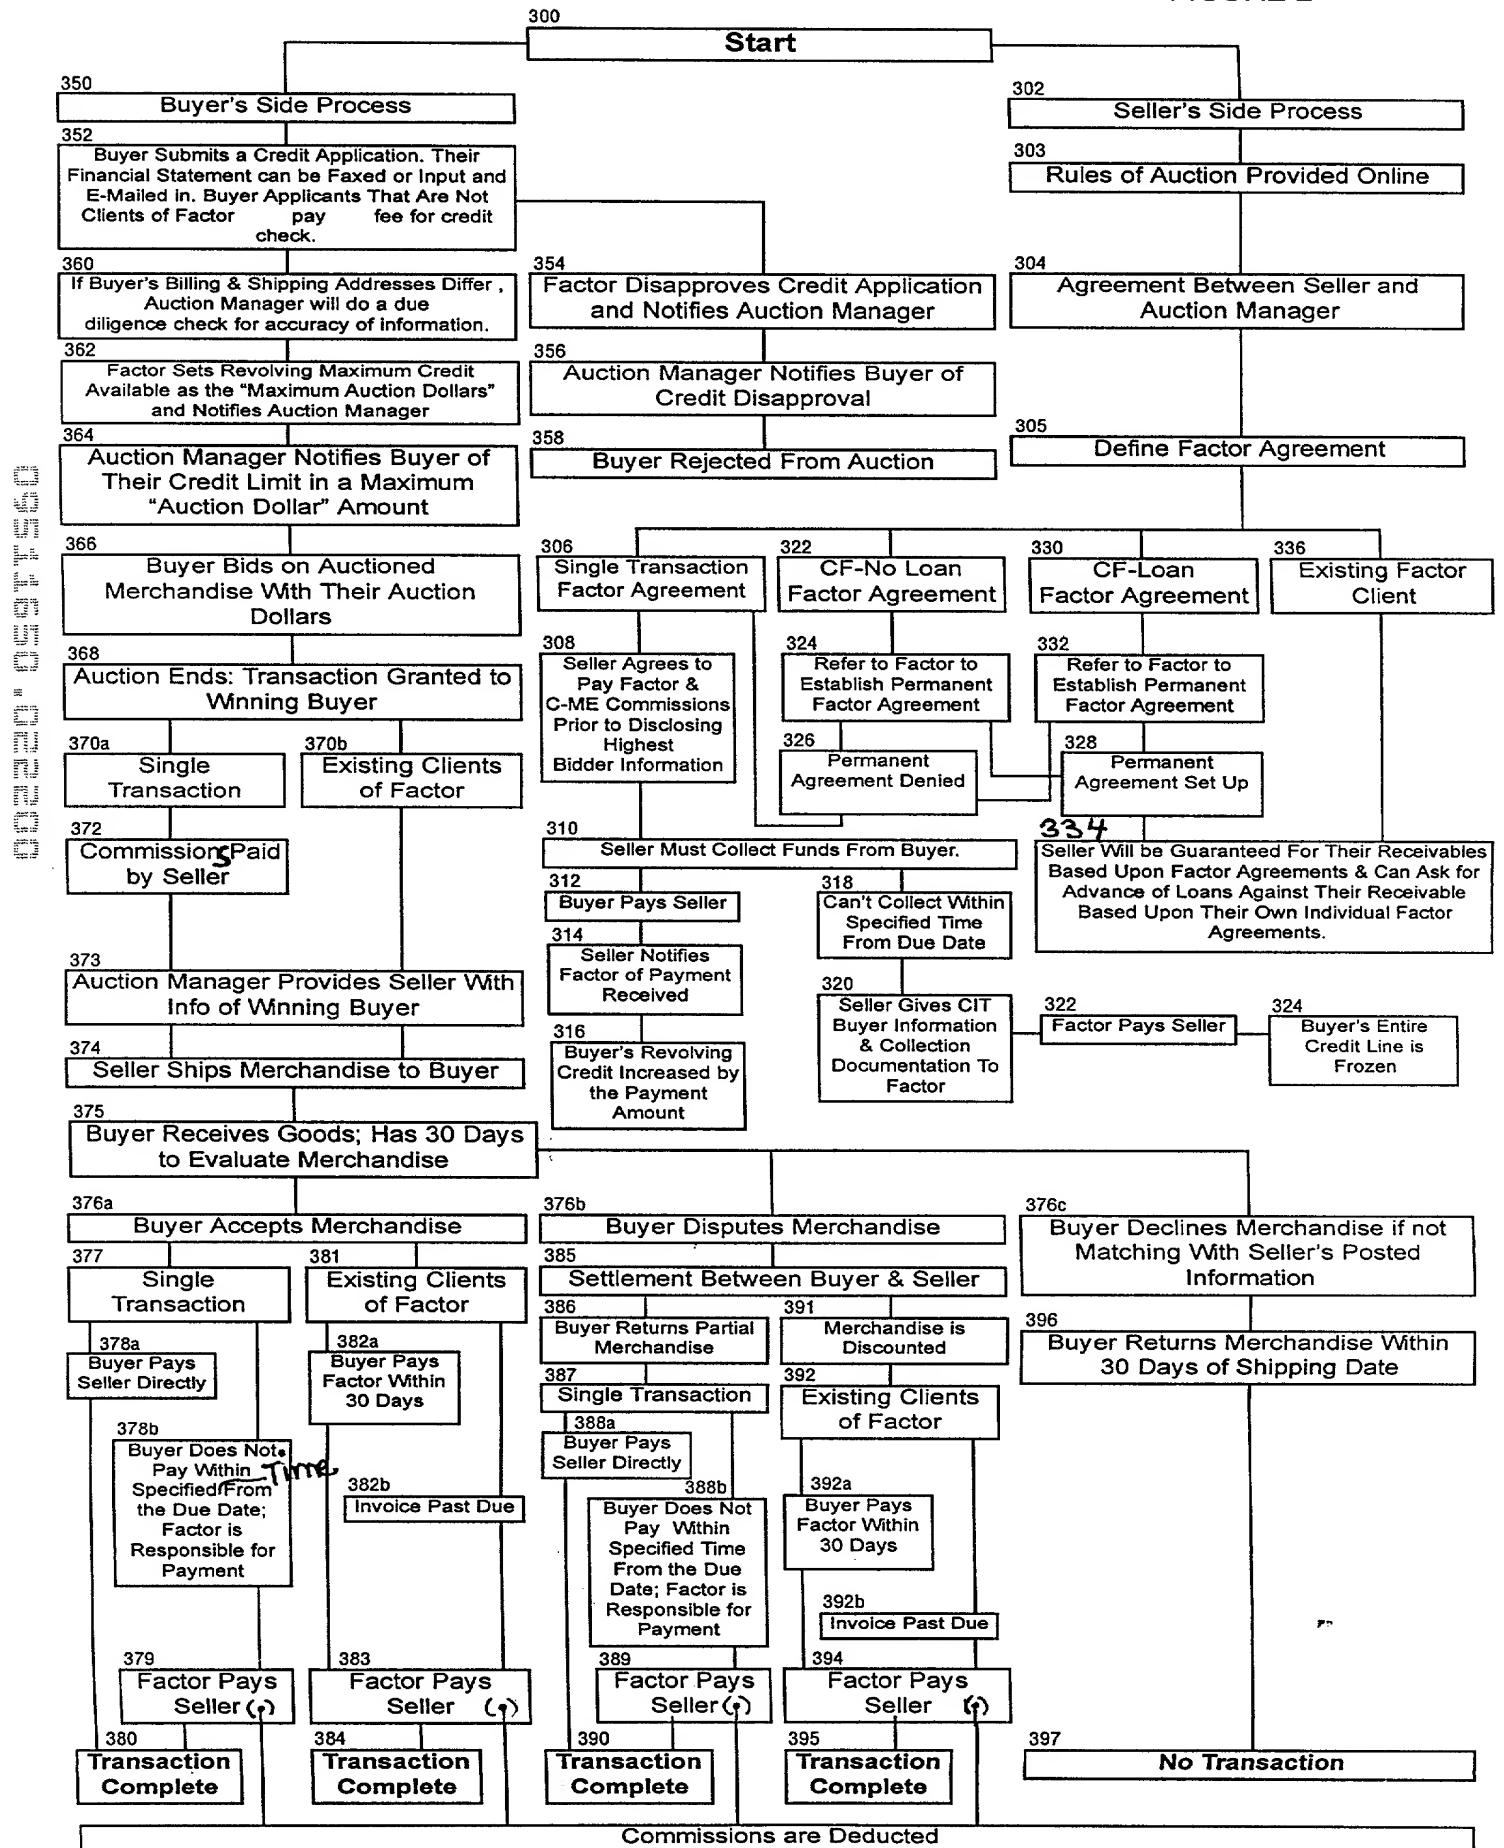 300
Start
350
Buyer's Side Process
302
Seller's Side Process
352
Buyer Submits a Credit Application. Their
Financial Statement can be Faxed or Input and
E-Mailed in. Buyer Applicants That Are Not
Clients of Factor pay fee for credit
check.
303
Rules of Auction Provided Online
360
If Buyer's Billing & Shipping Addresses Differ ,
Auction Manager will do a due
diligence check for accuracy of information.
354
Factor Disapproves Credit Application
and Notifies Auction Manager
304
Agreement Between Seller and
Auction Manager
362
Factor Sets Revolving Maximum Credit
Available as the "Maximum Auction Dollars"
and Notifies Auction Manager
356
Auction Manager Notifies Buyer of
Credit Disapproval
364
Auction Manager Notifies Buyer of
Their Credit Limit in a Maximum
"Auction Dollar" Amount
358
Buyer Rejected From Auction
305
Define Factor Agreement
366
Buyer Bids on Auctioned
Merchandise With Their Auction
Dollars
306
Single Transaction
Factor Agreement
322
CF-No Loan
Factor Agreement
330
CF-Loan
Factor Agreement
336
Existing Factor
Client
368
Auction Ends: Transaction Granted to
Winning Buyer
308
Seller Agrees to
Pay Factor &
C-ME Commissions
Prior to Disclosing
Highest
Bidder Information
324
Refer to Factor to
Establish Permanent
Factor Agreement
332
Refer to Factor to
Establish Permanent
Factor Agreement
370a
Single
Transaction
370b
Existing Clients
of Factor
326
Permanent
Agreement Denied
328
Permanent
Agreement Set Up
372
Commissions Paid
by Seller
310
Seller Must Collect Funds From Buyer.
334
Seller Will be Guaranteed For Their Receivables
Based Upon Factor Agreements & Can Ask for
Advance of Loans Against Their Receivable
Based Upon Their Own Individual Factor
Agreements.
312
Buyer Pays Seller
318
Can't Collect Within
Specified Time
From Due Date
314
Seller Notifies
Factor of Payment
Received
373
Auction Manager Provides Seller With
Info of Winning Buyer
320
Seller Gives CIT
Buyer Information
& Collection
Documentation To
Factor
322
Factor Pays Seller
324
Buyer's Entire
Credit Line is
Frozen
316
Buyer's Revolving
Credit Increased by
the Payment
Amount
374
Seller Ships Merchandise to Buyer
375
Buyer Receives Goods; Has 30 Days
to Evaluate Merchandise
376a
Buyer Accepts Merchandise
376b
Buyer Disputes Merchandise
376c
Buyer Declines Merchandise if not
Matching With Seller's Posted
Information
377
Single
Transaction
381
Existing Clients
of Factor
385
Settlement Between Buyer & Seller
386
Buyer Returns Partial
Merchandise
391
Merchandise is
Discounted
396
Buyer Returns Merchandise Within
30 Days of Shipping Date
378a
Buyer Pays
Seller Directly
382a
Buyer Pays
Factor Within
30 Days
387
Single Transaction
392
Existing Clients
of Factor
388a
Buyer Pays
Seller Directly
378b
Buyer Does Not
Pay Within
Specified Time From
the Due Date;
Factor is
Responsible for
Payment
382b
Invoice Past Due
388b
Buyer Does Not
Pay Within
Specified Time
From the Due
Date; Factor is
Responsible for
Payment
392a
Buyer Pays
Factor Within
30 Days
392b
Invoice Past Due
379
Factor Pays
Seller
383
Factor Pays
Seller
389
Factor Pays
Seller
394
Factor Pays
Seller
380
Transaction
Complete
384
Transaction
Complete
390
Transaction
Complete
395
Transaction
Complete
397
No Transaction
Commissions are Deducted